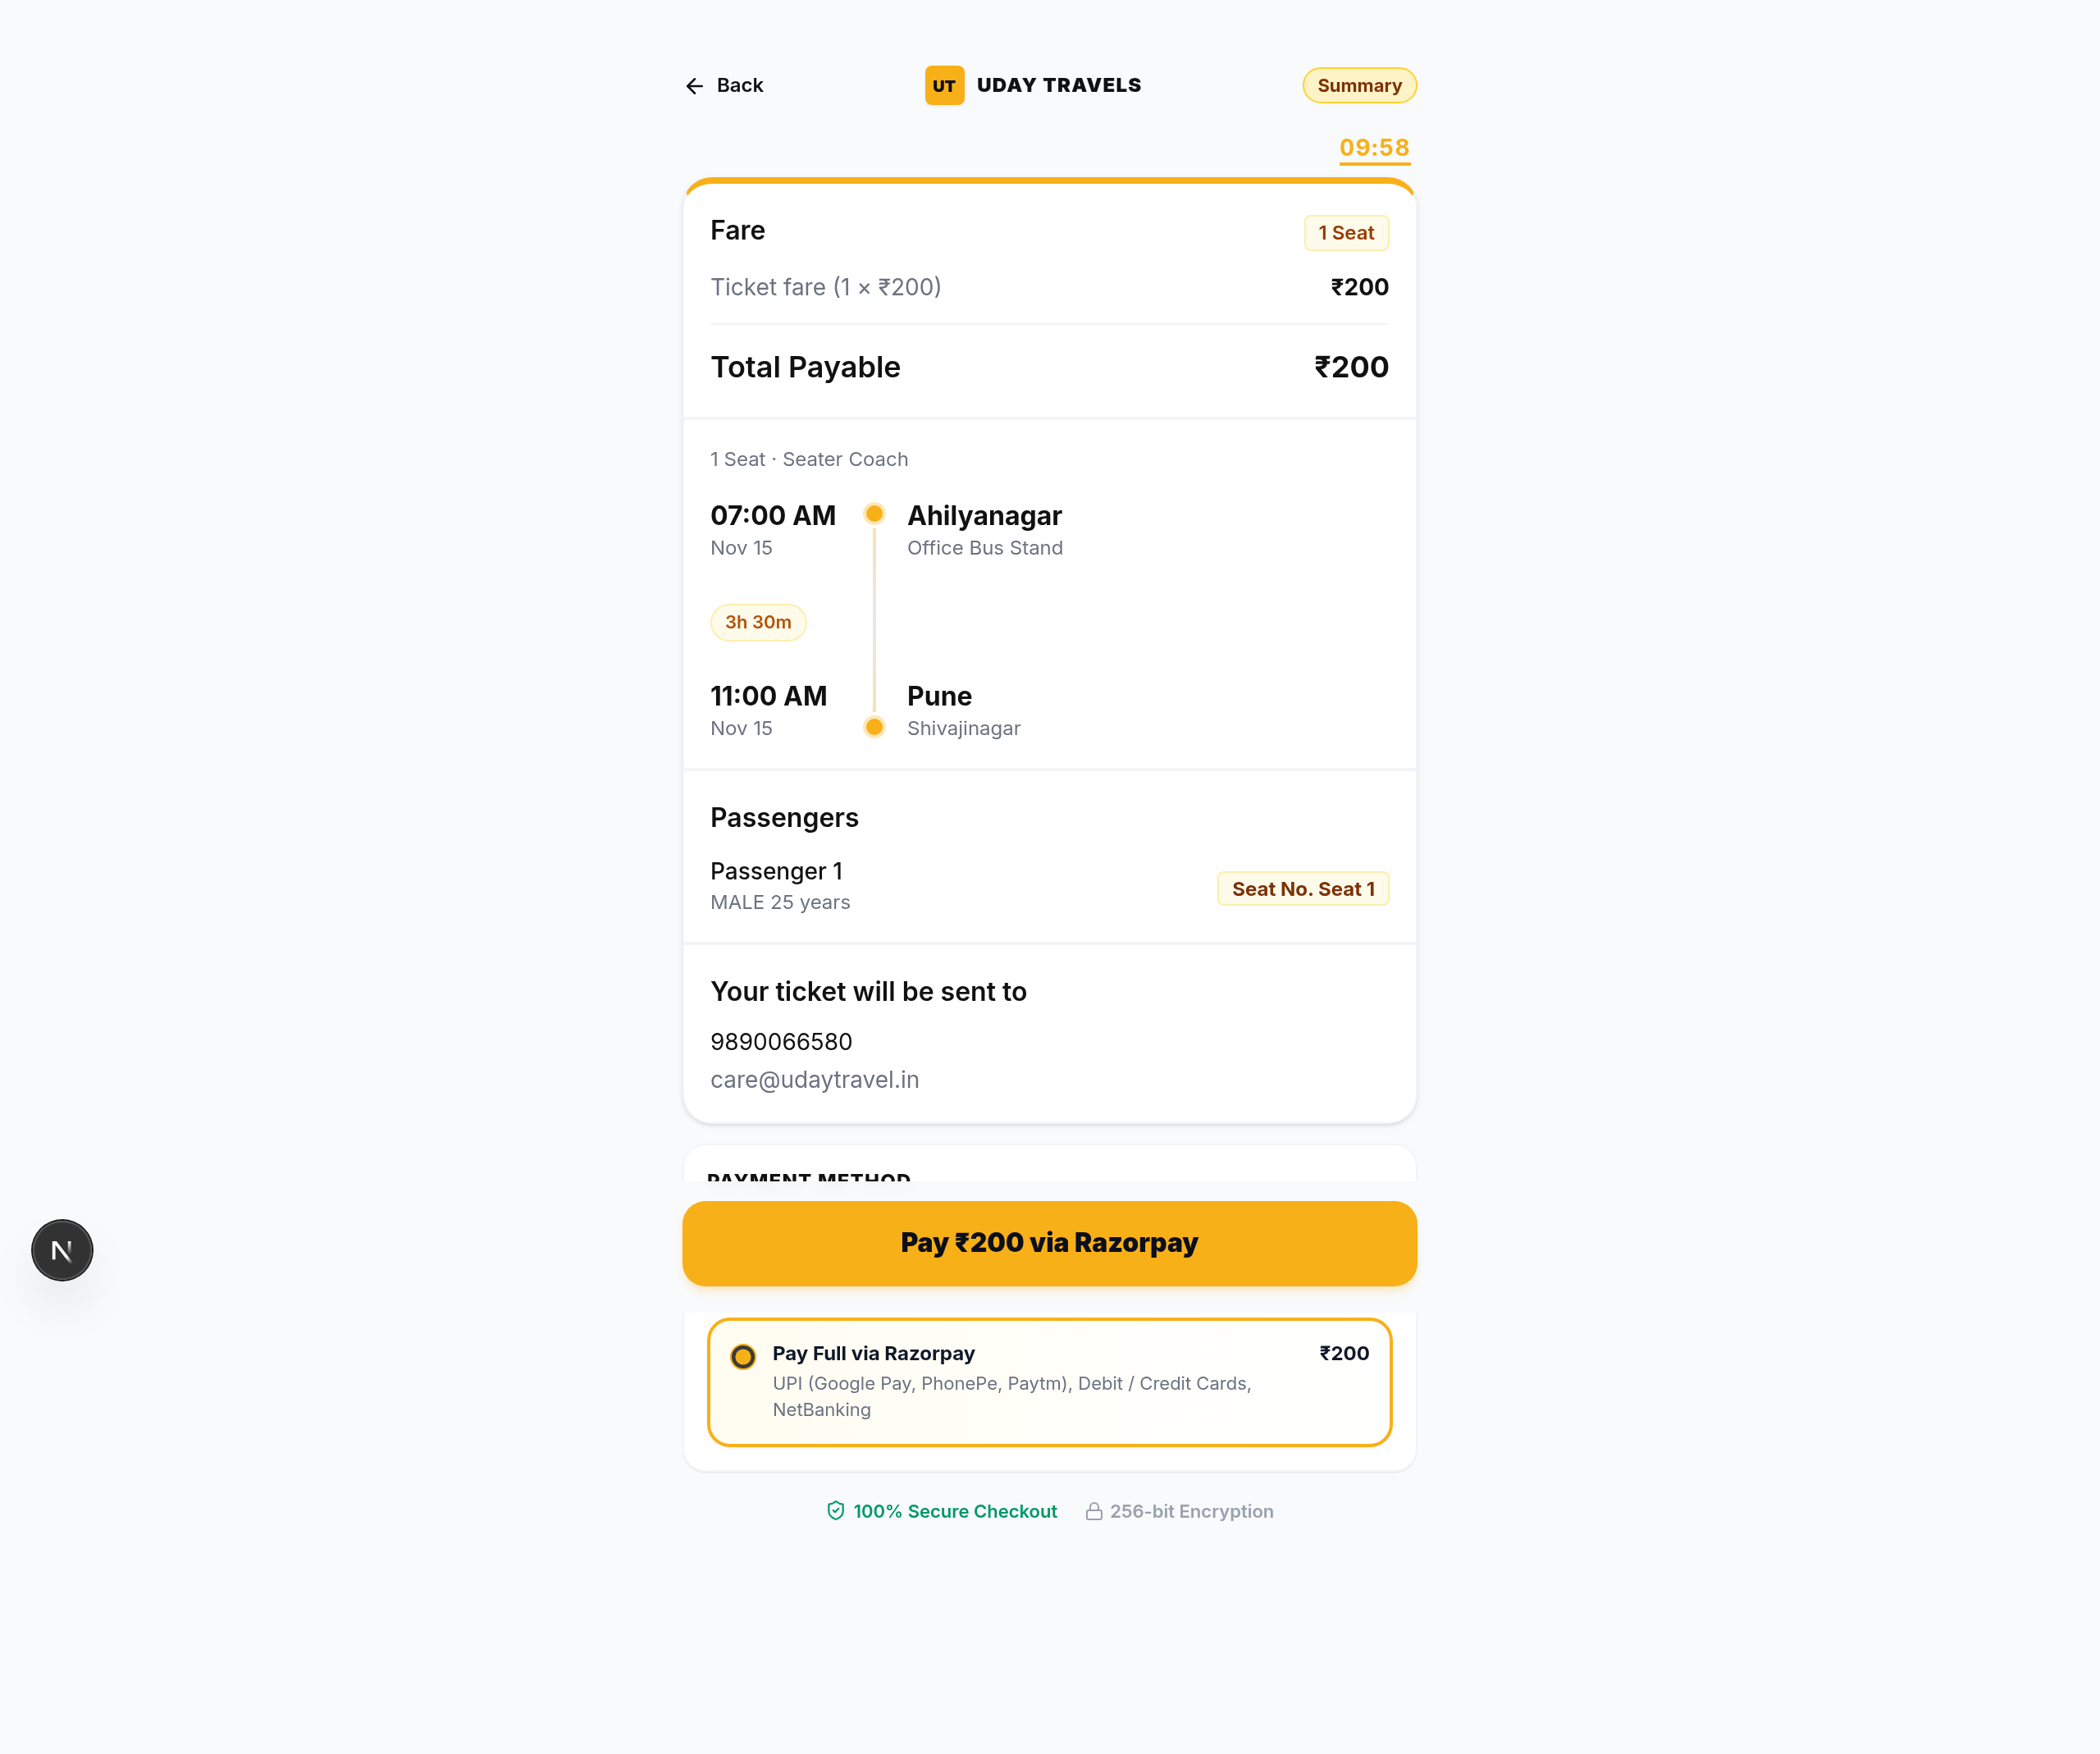 Back
UT UDAY TRAVELS
Summary
09:58
Fare
1 Seat
Ticket fare (1 × ₹200)
₹200
Total Payable
₹200
1 Seat · Seater Coach
07:00 AM
Nov 15
Ahilyanagar
Office Bus Stand
3h 30m
11:00 AM
Nov 15
Pune
Shivajinagar
Passengers
Passenger 1
MALE 25 years
Seat No. Seat 1
Your ticket will be sent to
9890066580
care@udaytravel.in
PAYMENT METHOD
Pay ₹200 via Razorpay
N
Pay Full via Razorpay
₹200
UPI (Google Pay, PhonePe, Paytm), Debit / Credit Cards,
NetBanking
100% Secure Checkout
256-bit Encryption